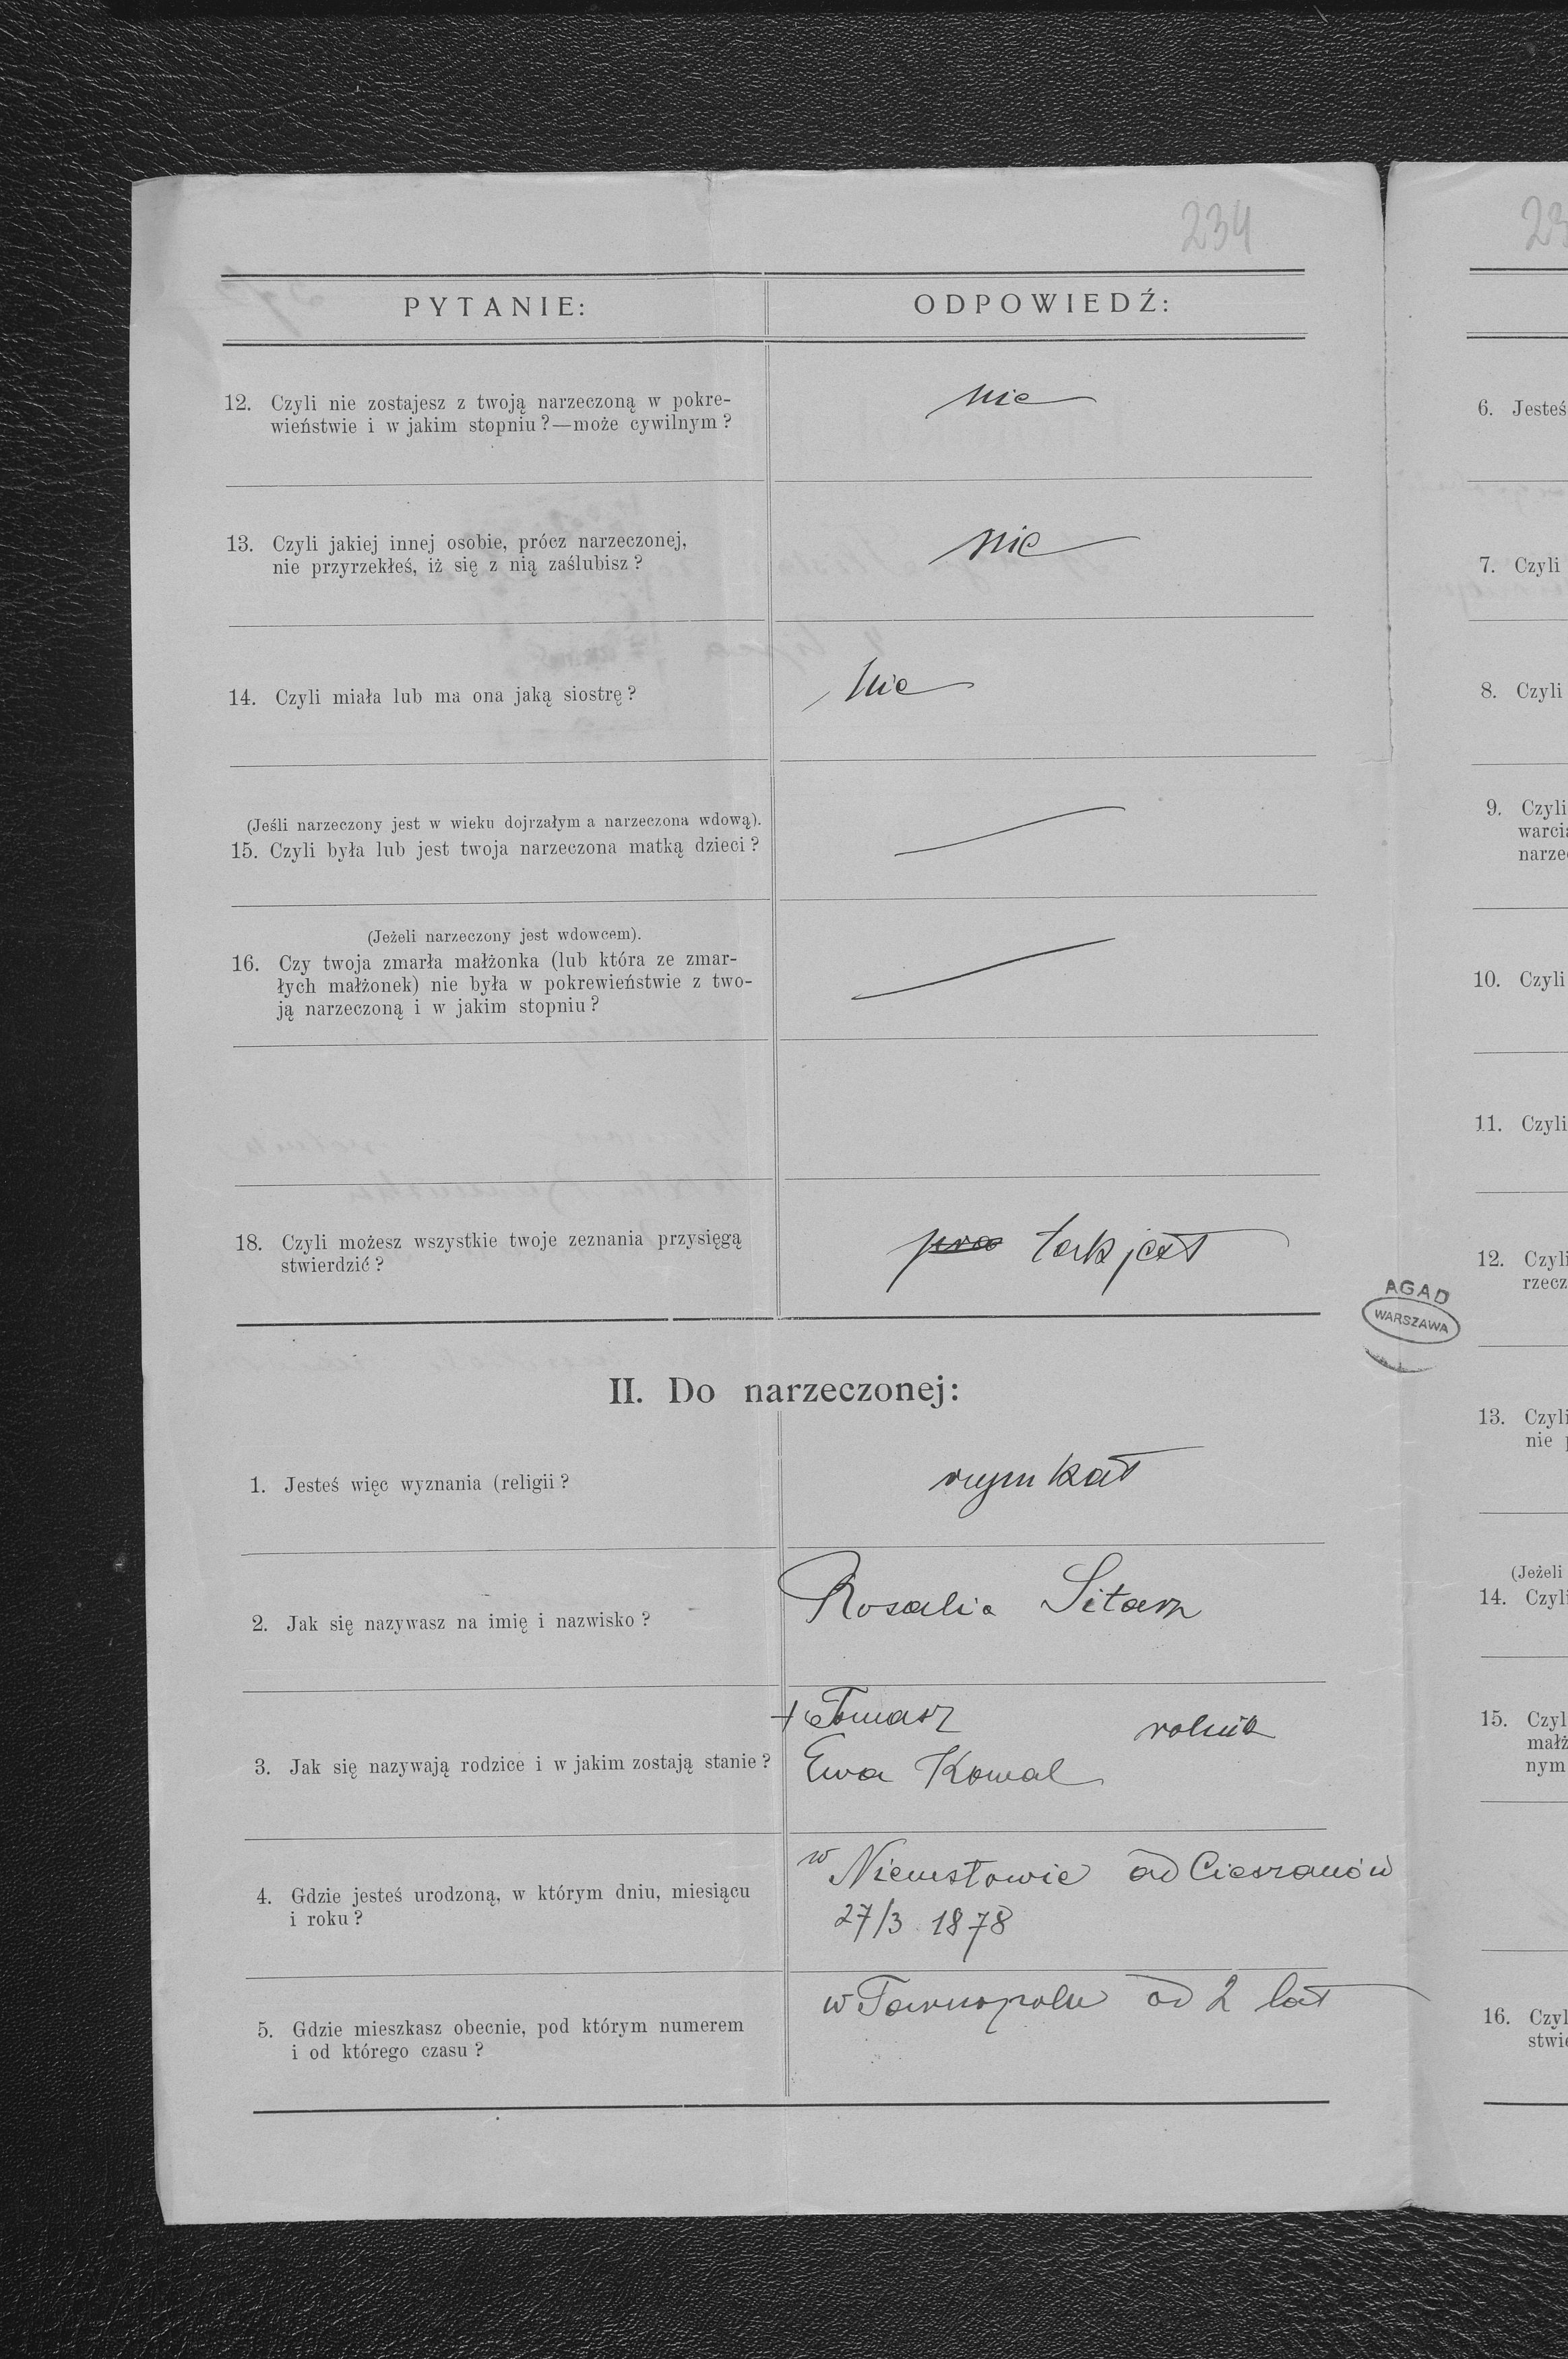 234
PYTANIE:
ODPOWIEDŹ:
12. Czyli nie zostajesz z twoją narzeczoną w pokre-
wieństwie i w jakim stopniu?—może cywilnym?
nie
13. Czyli jakiej innej osobie, prócz narzeczonej,
nie przyrzekłeś, iż się z nią zaślubisz?
nie
14. Czyli miała lub ma ona jaką siostrę?
nie
(Jeśli narzeczony jest w wieku dojrzałym a narzeczona wdową).
15. Czyli była lub jest twoja narzeczona matką dzieci?
(Jeżeli narzeczony jest wdowcem).
16. Czy twoja zmarła małżonka (lub która ze zmar-
łych małżonek) nie była w pokrewieństwie z two-
ją narzeczoną i w jakim stopniu?
18. Czyli możesz wszystkie twoje zeznania przysięgą
stwierdzić?
tak jest
II. Do narzeczonej:
1. Jesteś więc wyznania (religii?
rzym kat
2. Jak się nazywasz na imię i nazwisko?
Rosalia Sitarz
3. Jak się nazywają rodzice i w jakim zostają stanie?
+ Tomasz rolnik
Ewa Kowal
4. Gdzie jesteś urodzoną, w którym dniu, miesiącu
i roku?
w Niemstowie ad Cieszanów
27/3 1878
5. Gdzie mieszkasz obecnie, pod którym numerem
i od którego czasu?
w Tarnopolu od 2 lat
AGAD
WARSZAWA
23
6. Jesteś
7. Czyli
8. Czyli
9. Czyli
warcia
narze
10. Czyli
11. Czyli
12. Czyli
rzecz
13. Czyli
nie
(Jeżeli
14. Czyli
15. Czyl
małż
nym
16. Czyl
stwie